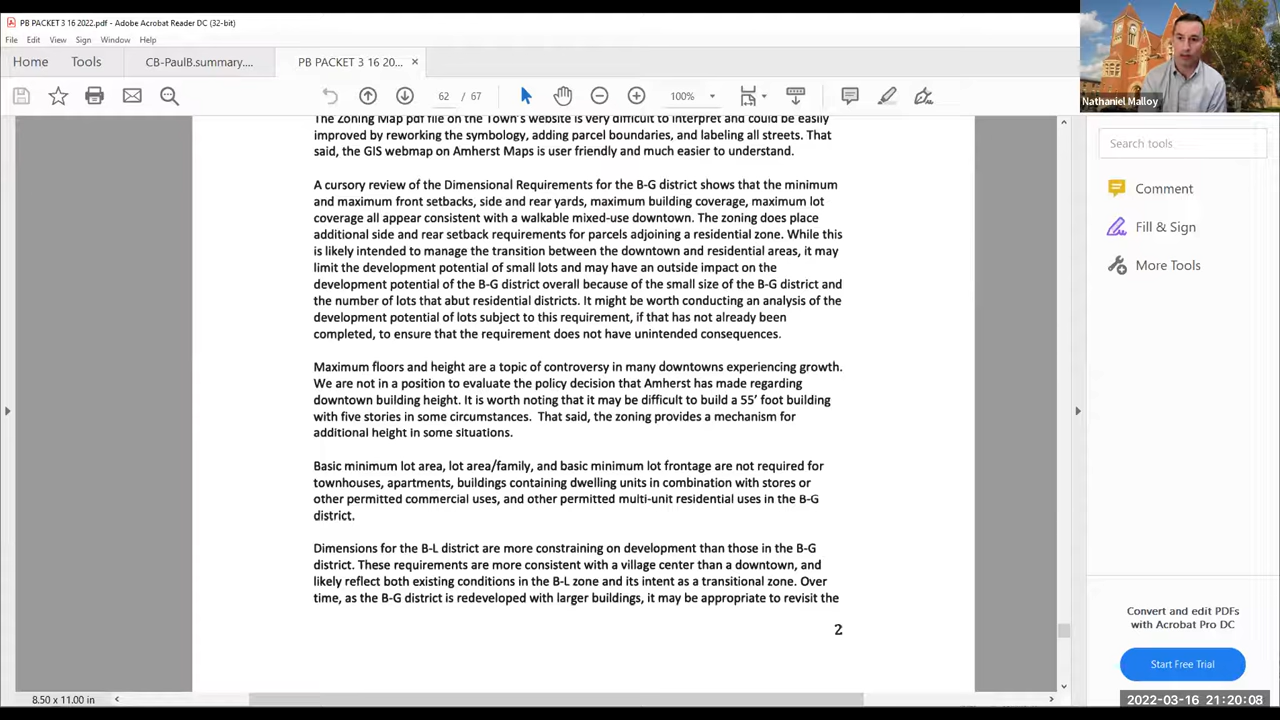 PB PACKET 3 16 2022.pdf - Adobe Acrobat Reader DC (32-bit)
File Edit View Sign Window Help
Home Tools CB-PaulB.summary.... PB PACKET 3 16 20... ×
62 / 67 100%
The Zoning Map pdf file on the Town's website is very difficult to interpret and could be easily
improved by reworking the symbology, adding parcel boundaries, and labeling all streets. That
said, the GIS webmap on Amherst Maps is user friendly and much easier to understand.
A cursory review of the Dimensional Requirements for the B-G district shows that the minimum
and maximum front setbacks, side and rear yards, maximum building coverage, maximum lot
coverage all appear consistent with a walkable mixed-use downtown. The zoning does place
additional side and rear setback requirements for parcels adjoining a residential zone. While this
is likely intended to manage the transition between the downtown and residential areas, it may
limit the development potential of small lots and may have an outside impact on the
development potential of the B-G district overall because of the small size of the B-G district and
the number of lots that abut residential districts. It might be worth conducting an analysis of the
development potential of lots subject to this requirement, if that has not already been
completed, to ensure that the requirement does not have unintended consequences.
Maximum floors and height are a topic of controversy in many downtowns experiencing growth.
We are not in a position to evaluate the policy decision that Amherst has made regarding
downtown building height. It is worth noting that it may be difficult to build a 55' foot building
with five stories in some circumstances. That said, the zoning provides a mechanism for
additional height in some situations.
Basic minimum lot area, lot area/family, and basic minimum lot frontage are not required for
townhouses, apartments, buildings containing dwelling units in combination with stores or
other permitted commercial uses, and other permitted multi-unit residential uses in the B-G
district.
Dimensions for the B-L district are more constraining on development than those in the B-G
district. These requirements are more consistent with a village center than a downtown, and
likely reflect both existing conditions in the B-L zone and its intent as a transitional zone. Over
time, as the B-G district is redeveloped with larger buildings, it may be appropriate to revisit the
2
8.50 x 11.00 in
Nathaniel Malloy
Search tools
Comment
Fill & Sign
More Tools
Convert and edit PDFs
with Acrobat Pro DC
Start Free Trial
2022-03-16 21:20:08